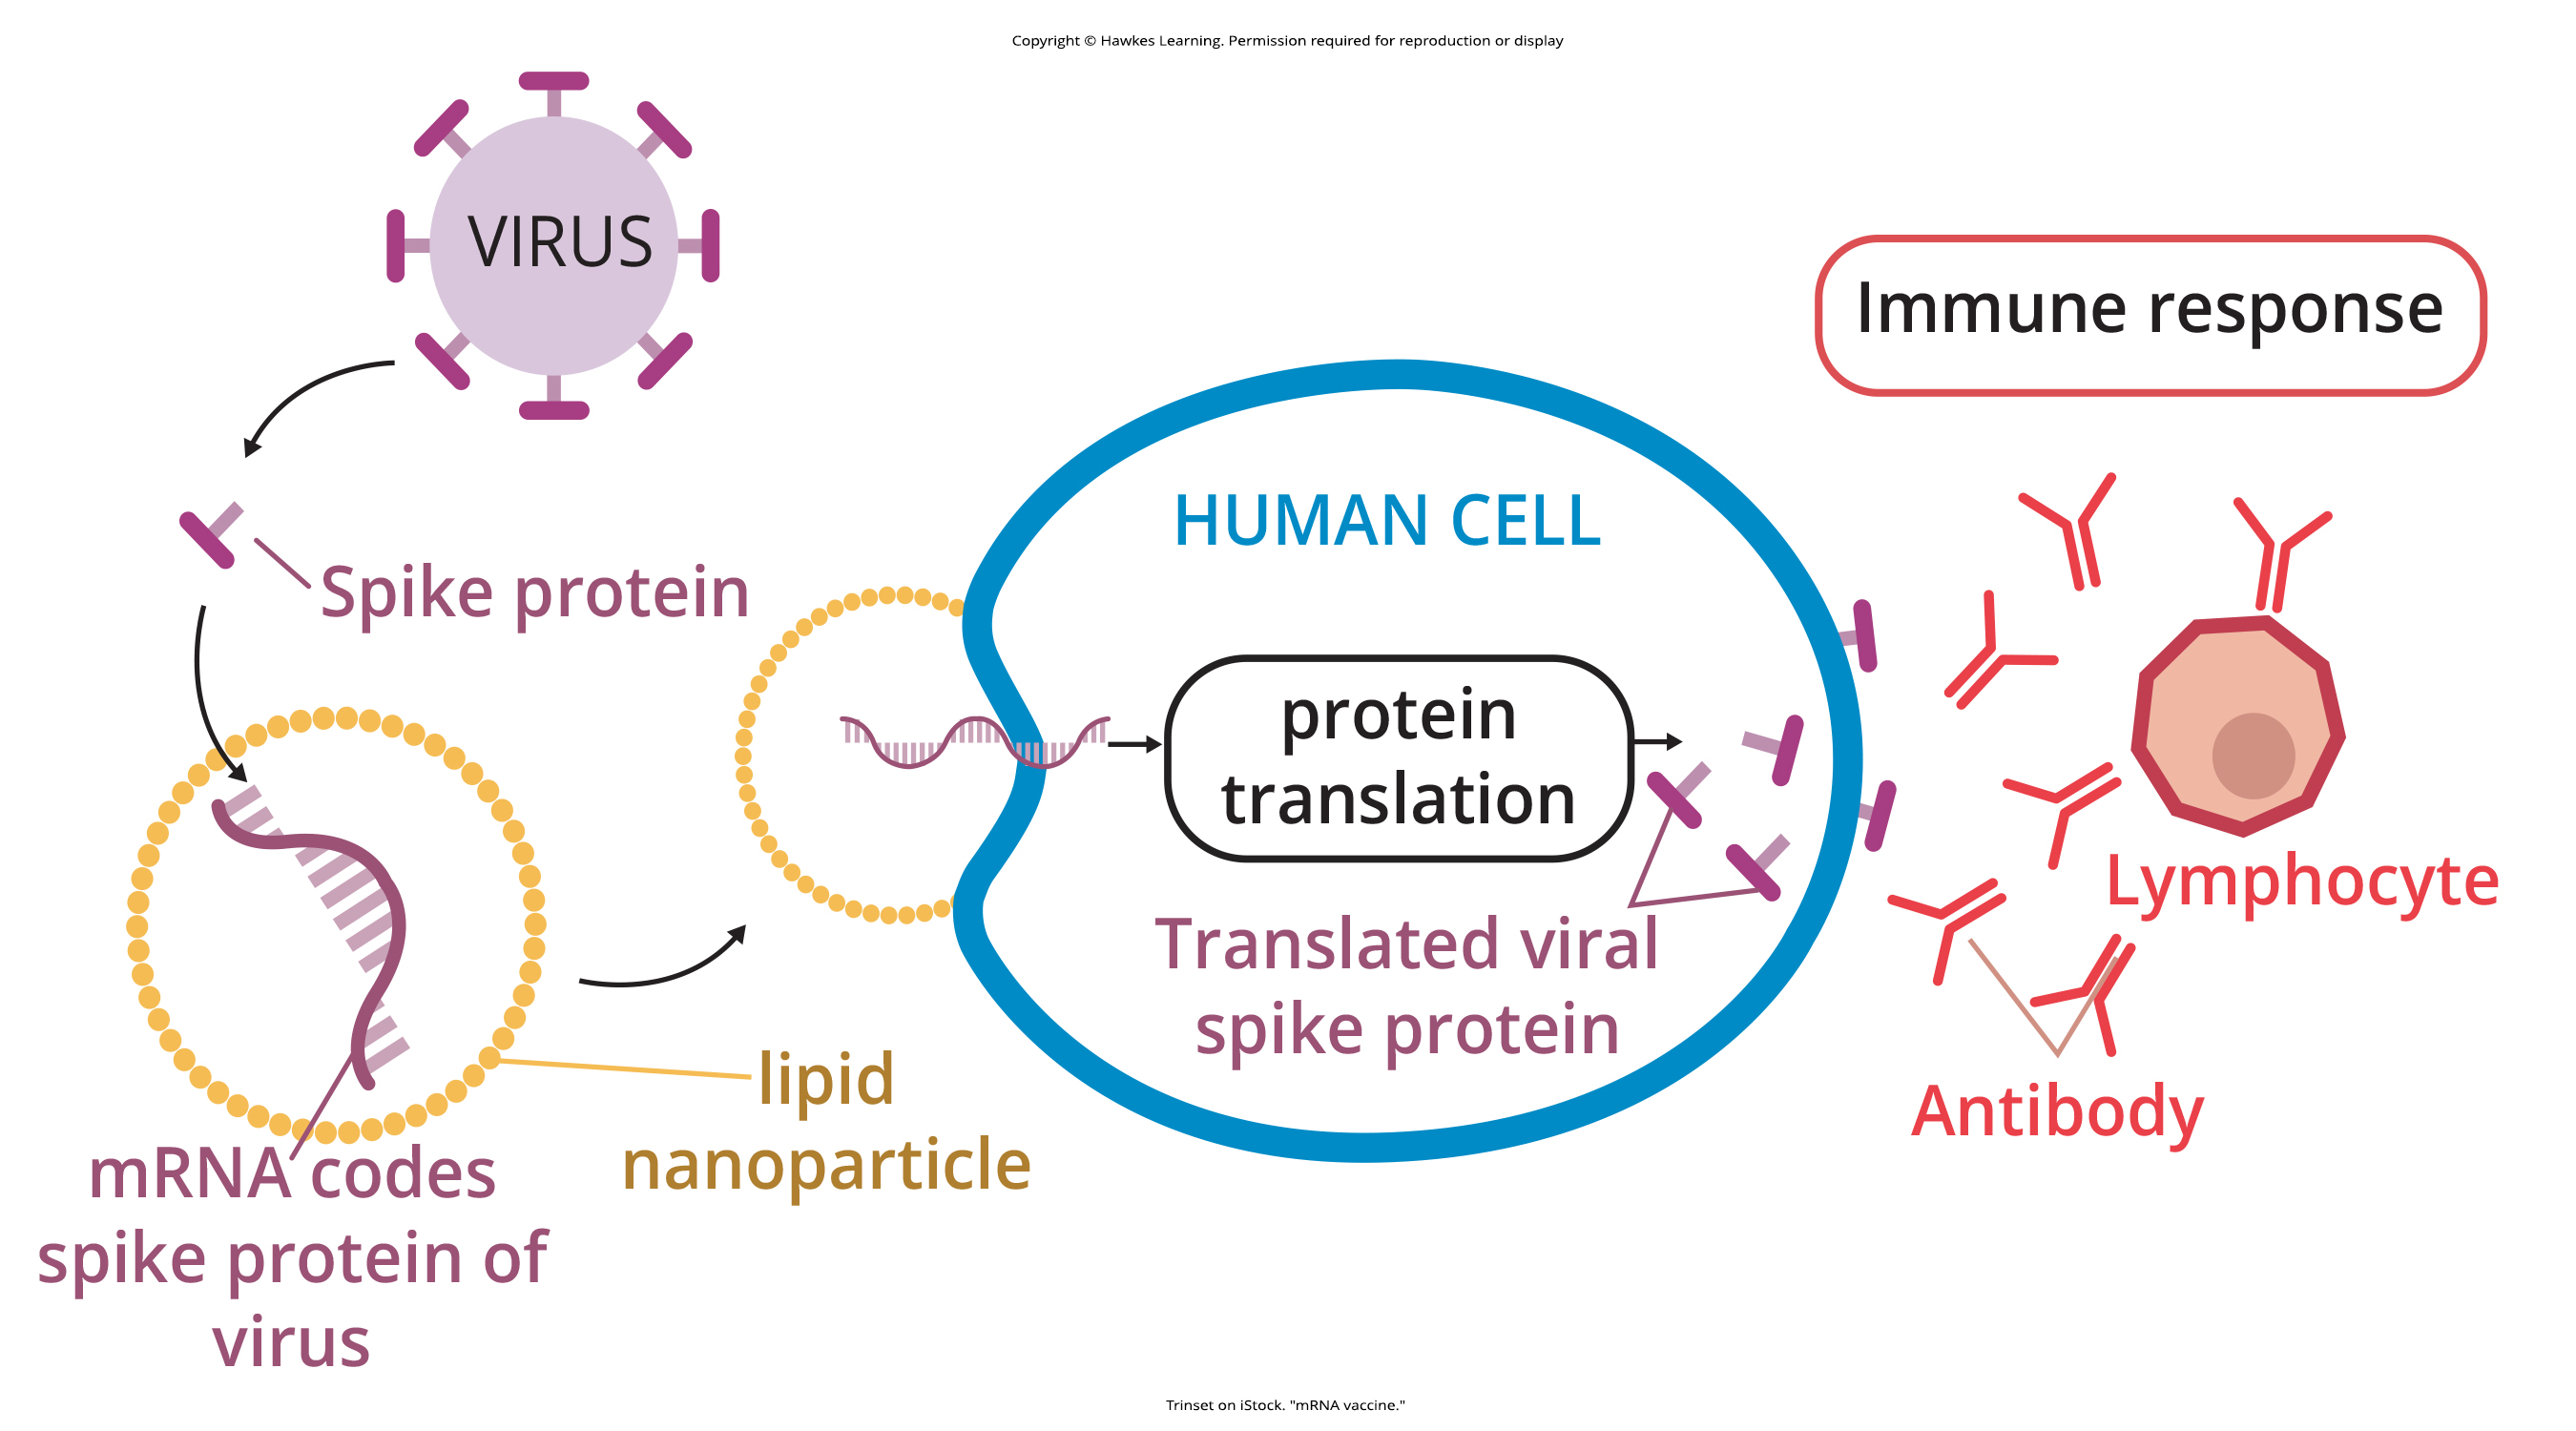 Copyright © Hawkes Learning. Permission required for reproduction or display
VIRUS
Immune response
HUMAN CELL
Spike protein
protein
translation
Lymphocyte
Translated viral
spike protein
lipid
nanoparticle
Antibody
mRNA codes
spike protein of
virus
Trinset on iStock. "mRNA vaccine."